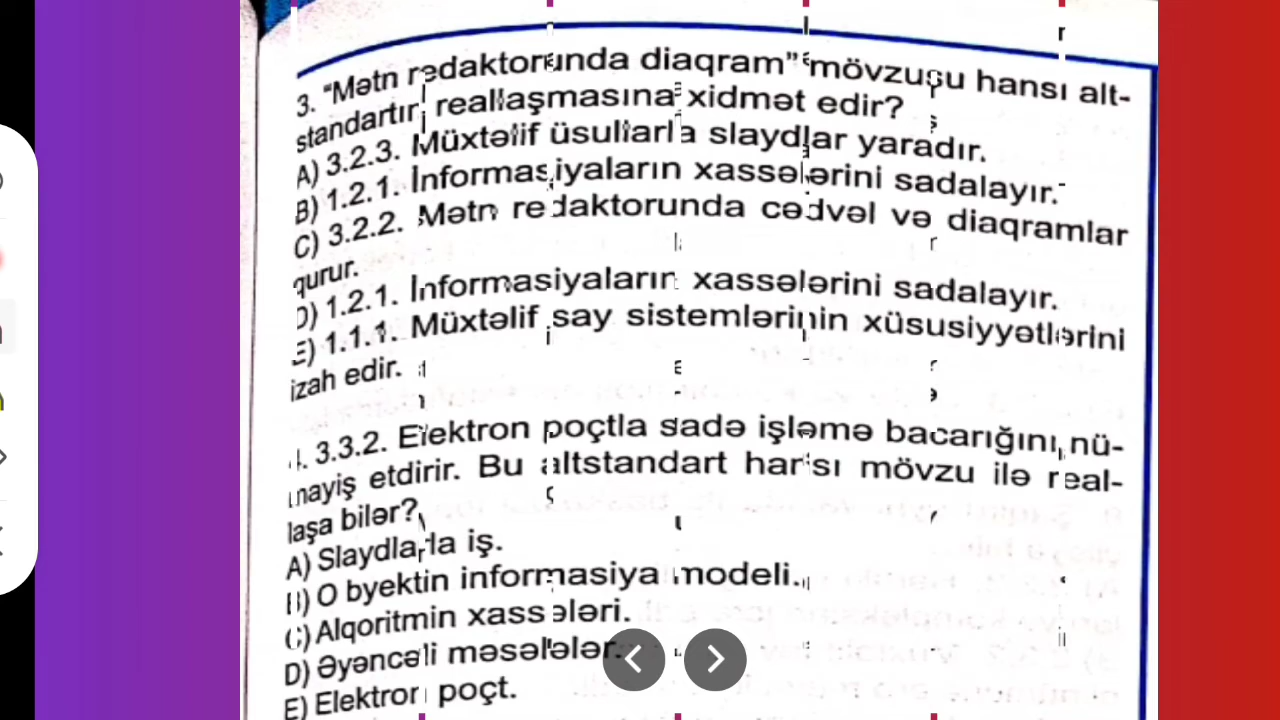 3. "Mətn redaktorunda diaqram" mövzusu hansı alt-
standartın reallaşmasına xidmət edir?
A) 3.2.3. Müxtəlif üsullarla slaydlar yaradır.
B) 1.2.1. İnformasiyaların xassələrini sadalayır.
C) 3.2.2. Mətn redaktorunda cədvəl və diaqramlar
qurur.
D) 1.2.1. İnformasiyaların xassələrini sadalayır.
E) 1.1.1. Müxtəlif say sistemlərinin xüsusiyyətlərini
izah edir.
4. 3.3.2. Elektron poçtla sadə işləmə bacarığını nü-
mayiş etdirir. Bu altstandart hansı mövzu ilə real-
laşa bilər?
A) Slaydlarla iş.
B) O byektin informasiya modeli.
C) Alqoritmin xassələri.
D) Əyəncəli məsələlər.
E) Elektron poçt.